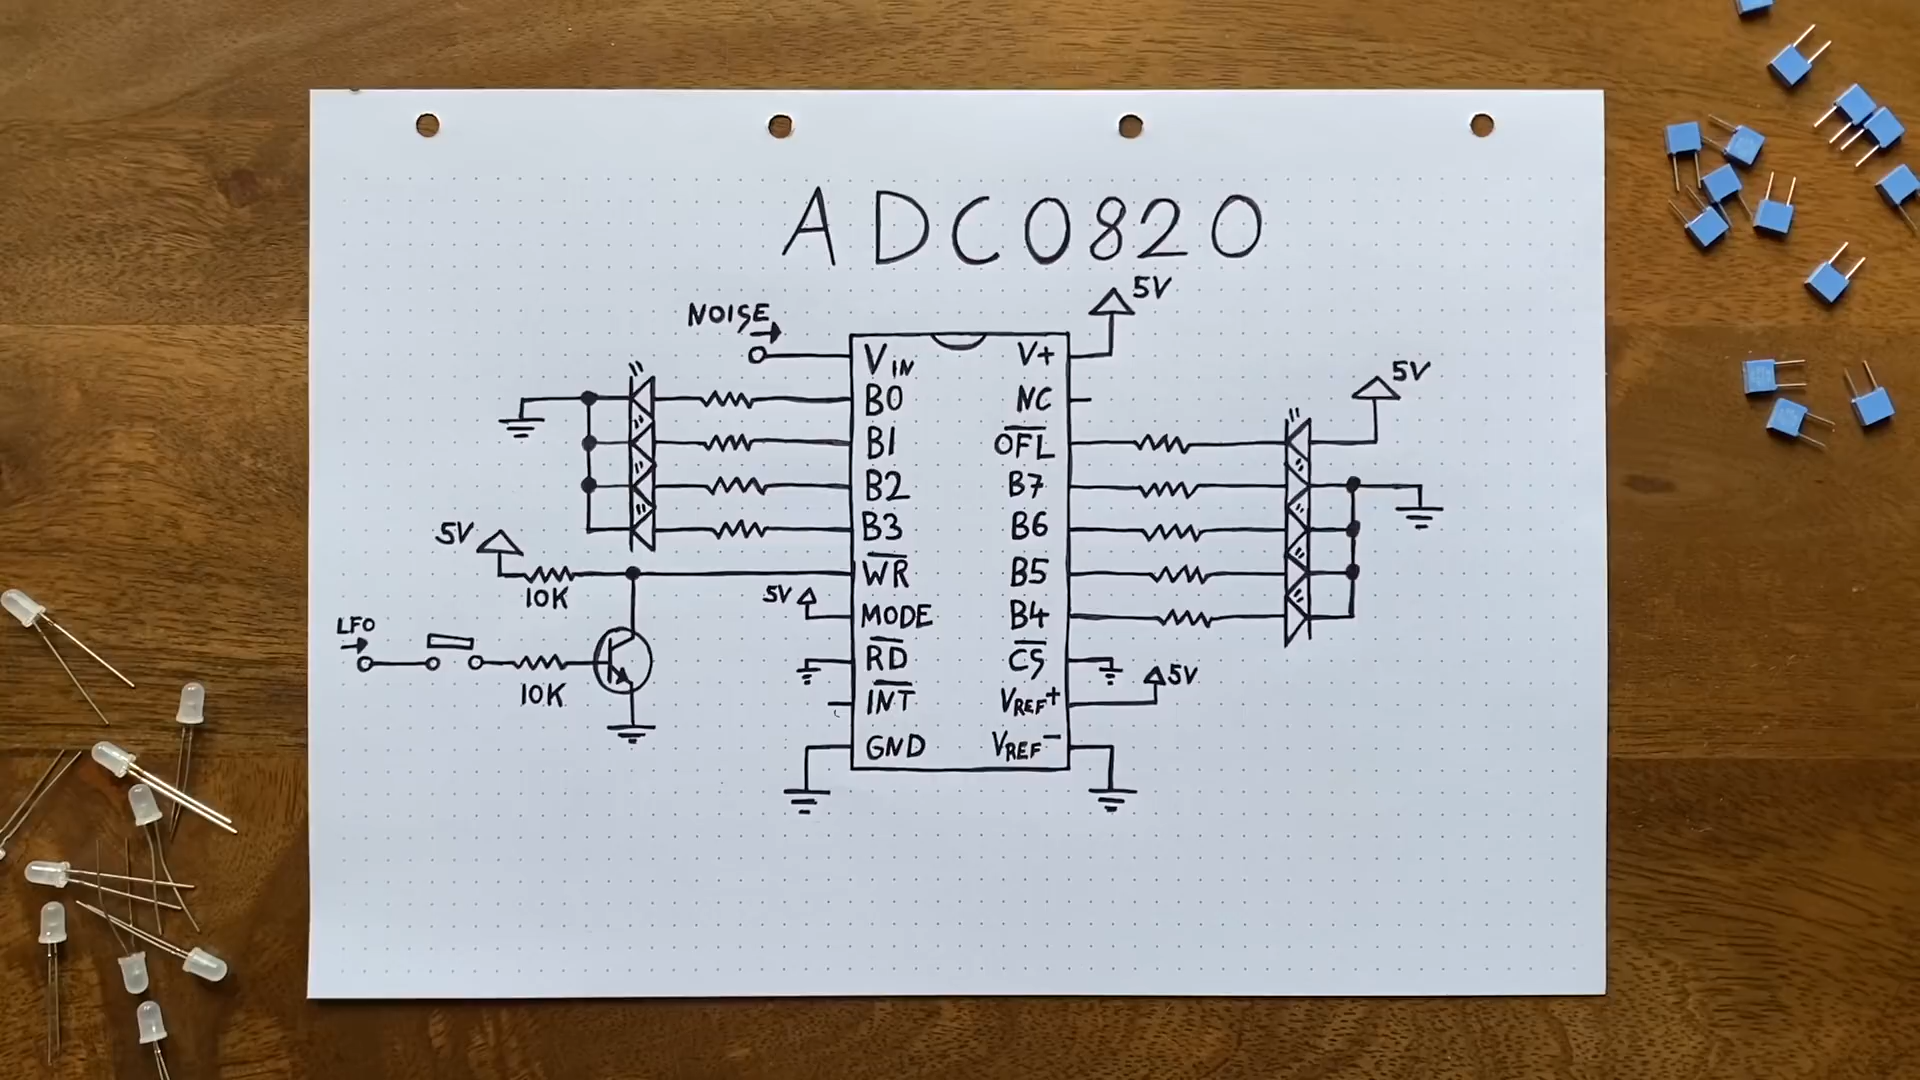 ADC0820
5V
NOISE
5V
VIN V+
B0 NC
B1 OFL
B2 B7
B3 B6
5V
WR B5
10K
5V
MODE B4
LFO
RD CS
5V
10K
INT VREF+
GND VREF-